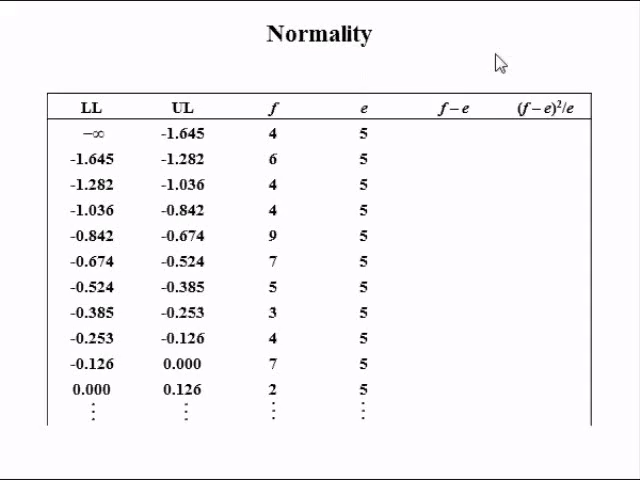 Normality
LL UL f e f – e (f – e)²/e
–∞ -1.645 4 5
-1.645 -1.282 6 5
-1.282 -1.036 4 5
-1.036 -0.842 4 5
-0.842 -0.674 9 5
-0.674 -0.524 7 5
-0.524 -0.385 5 5
-0.385 -0.253 3 5
-0.253 -0.126 4 5
-0.126 0.000 7 5
0.000 0.126 2 5
⋮ ⋮ ⋮ ⋮